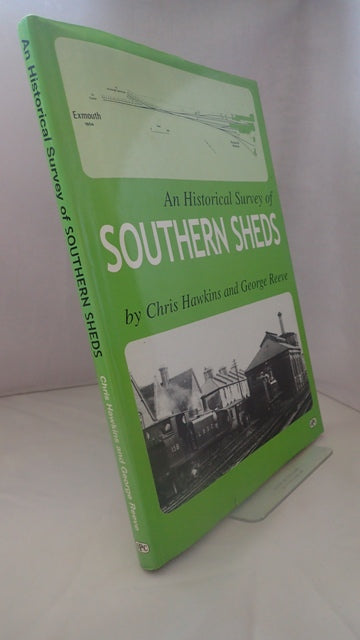 An Historical Survey of SOUTHERN SHEDS
Chris Hawkins and George Reeve
OPC
Exmouth
An Historical Survey of
SOUTHERN SHEDS
by Chris Hawkins and George Reeve